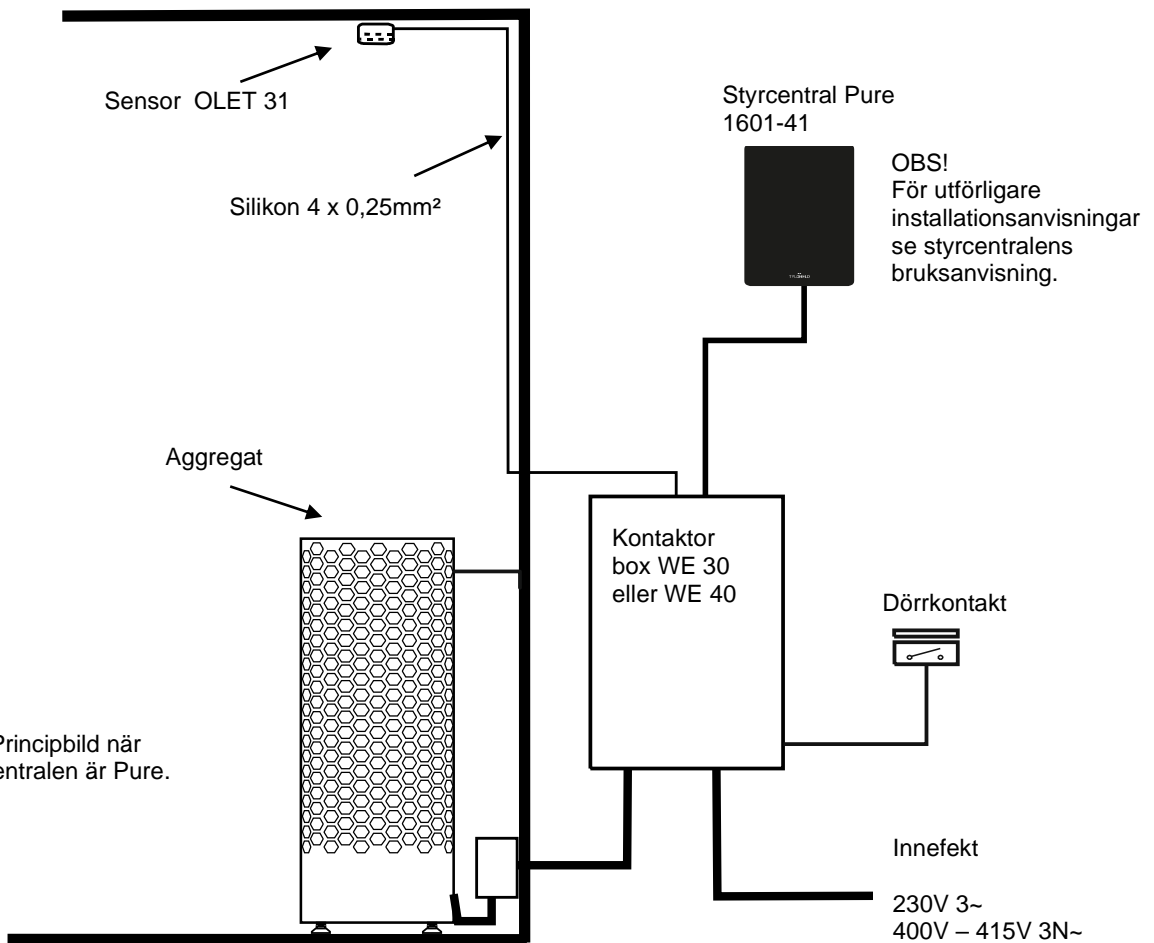 Sensor OLET 31
Silikon 4 x 0,25mm²
Styrcentral Pure
1601-41
OBS!
För utförligare
installationsanvisningar
se styrcentralens
bruksanvisning.
Aggregat
Kontaktor
box WE 30
eller WE 40
Dörrkontakt
Principbild när
entralen är Pure.
Innefekt
230V 3~
400V – 415V 3N~